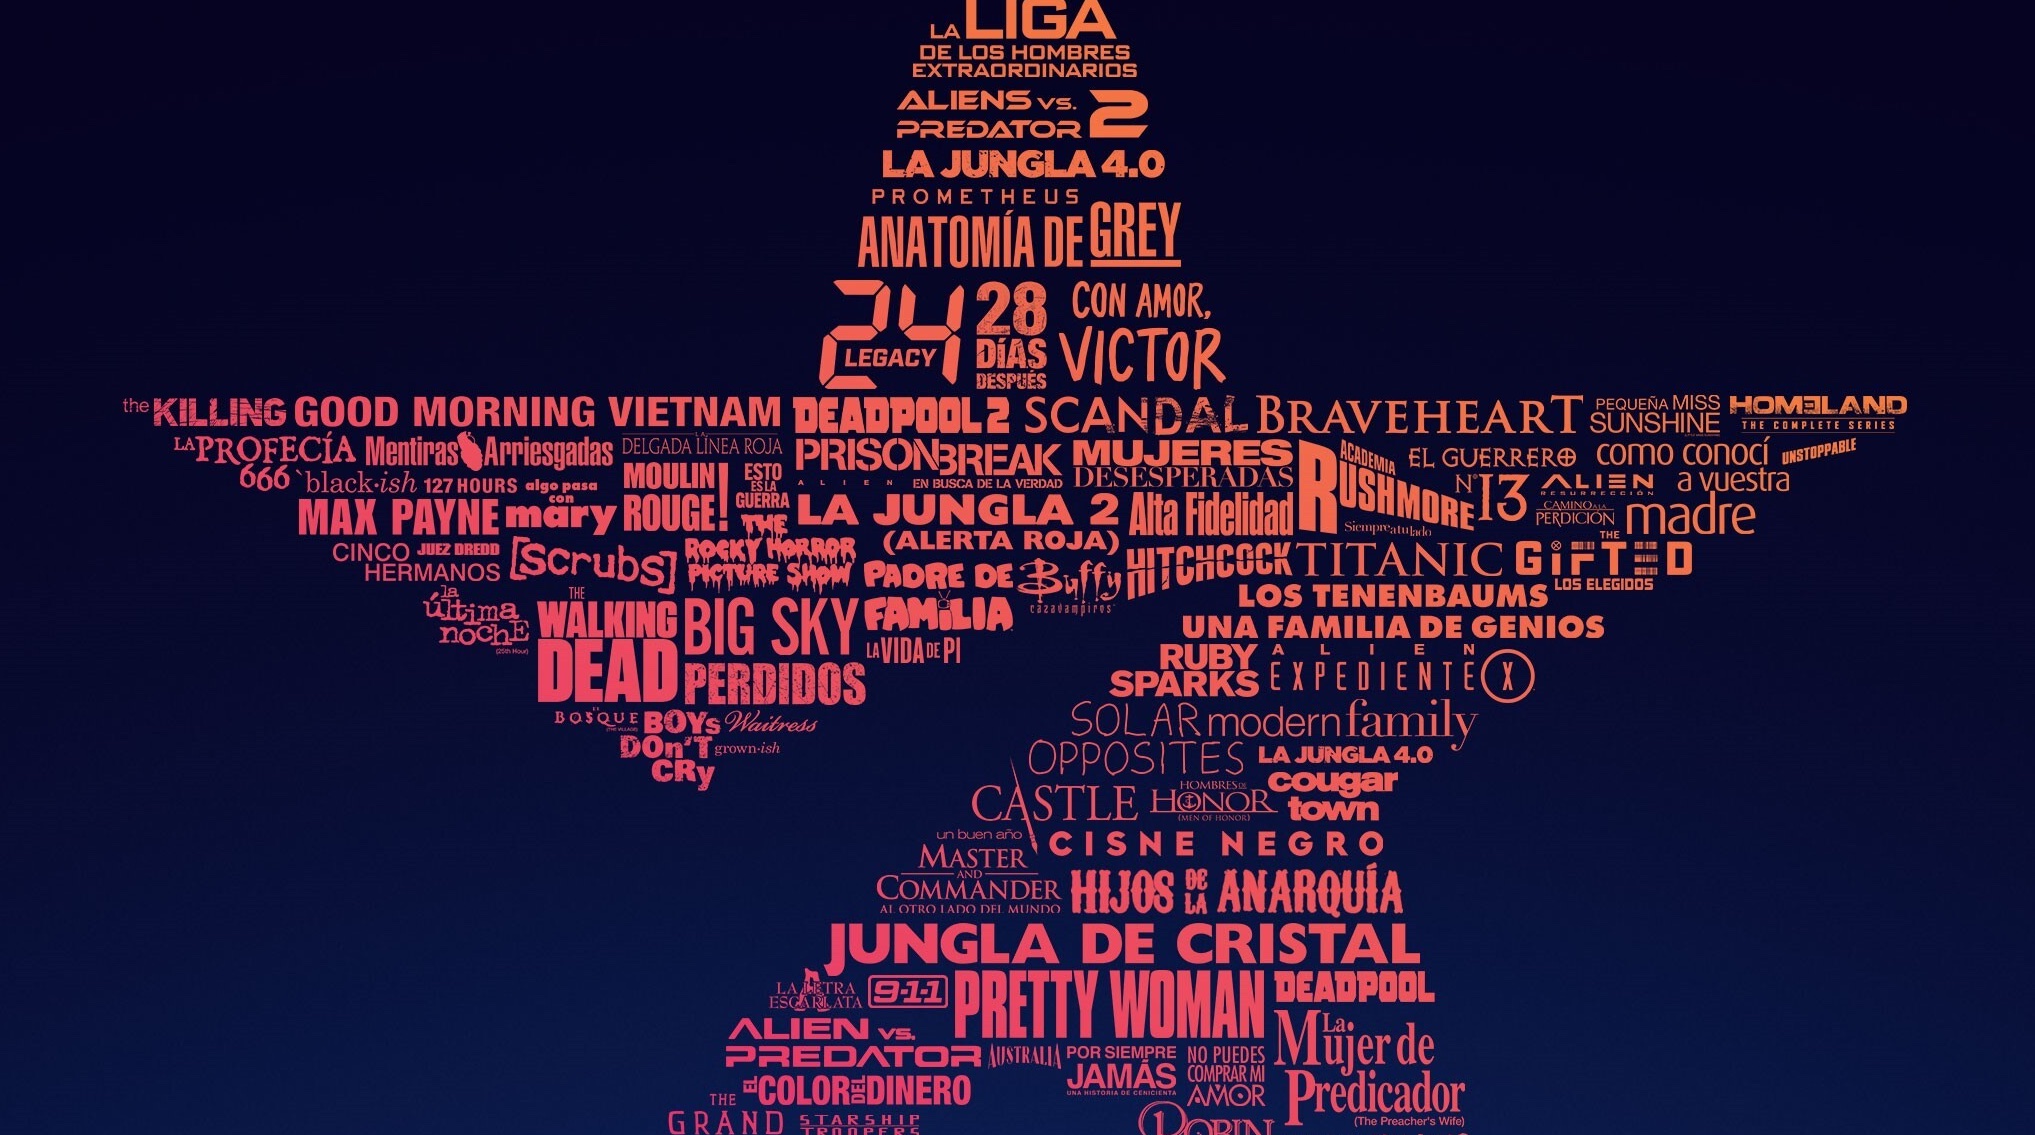 LA LIGA
DE LOS HOMBRES
EXTRAORDINARIOS
ALIENS VS.
PREDATOR 2
LA JUNGLA 4.0
PROMETHEUS
ANATOMÍA DE GREY
24
LEGACY
28
DÍAS
DESPUÉS
CON AMOR,
VICTOR
the KILLING
GOOD MORNING VIETNAM
DEADPOOL 2
SCANDAL
BRAVEHEART
PEQUEÑA MISS
SUNSHINE
HOMELAND
THE COMPLETE SERIES
LA PROFECÍA
666
Mentiras Arriesgadas
LA
DELGADA LÍNEA ROJA
PRISON BREAK
MUJERES
DESESPERADAS
ACADEMIA
RUSHMORE
EL GUERRERO
Nº13
como conocí
a vuestra
madre
UNSTOPPABLE
black-ish
127 HOURS
algo pasa
con
mary
MOULIN
ROUGE!
ESTO
ES LA
GUERRA
ALIEN
EN BUSCA DE LA VERDAD
ALIEN
RESURRECCIÓN
MAX PAYNE
THE
ROCKY HORROR
PICTURE SHOW
LA JUNGLA 2
(ALERTA ROJA)
Alta Fidelidad
Siempre a tu lado
CAMINO A LA
PERDICIÓN
CINCO
HERMANOS
JUEZ DREDD
[scrubs]
PADRE DE
FAMILIA
Buffy
cazavampiros
HITCHCOCK
TITANIC
THE
GIFTED
LOS ELEGIDOS
la
última
noche
(25th Hour)
THE
WALKING
DEAD
BIG SKY
LA VIDA DE PI
LOS TENENBAUMS
UNA FAMILIA DE GENIOS
PERDIDOS
RUBY
SPARKS
ALIEN
EXPEDIENTE X
BOSQUE
(THE VILLAGE)
BOYs
DOn'T
CRy
Waitress
grown-ish
SOLAR
OPPOSITES
modern family
LA JUNGLA 4.0
CASTLE
HOMBRES DE
HONOR
(MEN OF HONOR)
cougar
town
un buen año
CISNE NEGRO
MASTER
AND
COMMANDER
AL OTRO LADO DEL MUNDO
HIJOS DE LA ANARQUÍA
JUNGLA DE CRISTAL
LA LETRA
ESCARLATA
9-1-1
PRETTY WOMAN
DEADPOOL
ALIEN VS.
PREDATOR
AUSTRALIA
POR SIEMPRE
JAMÁS
UNA HISTORIA DE CENICIENTA
NO PUEDES
COMPRAR MI
AMOR
La
Mujer de
Predicador
(The Preacher's Wife)
EL COLOR DEL DINERO
THE
GRAND
STARSHIP
TROOPERS
ROBIN